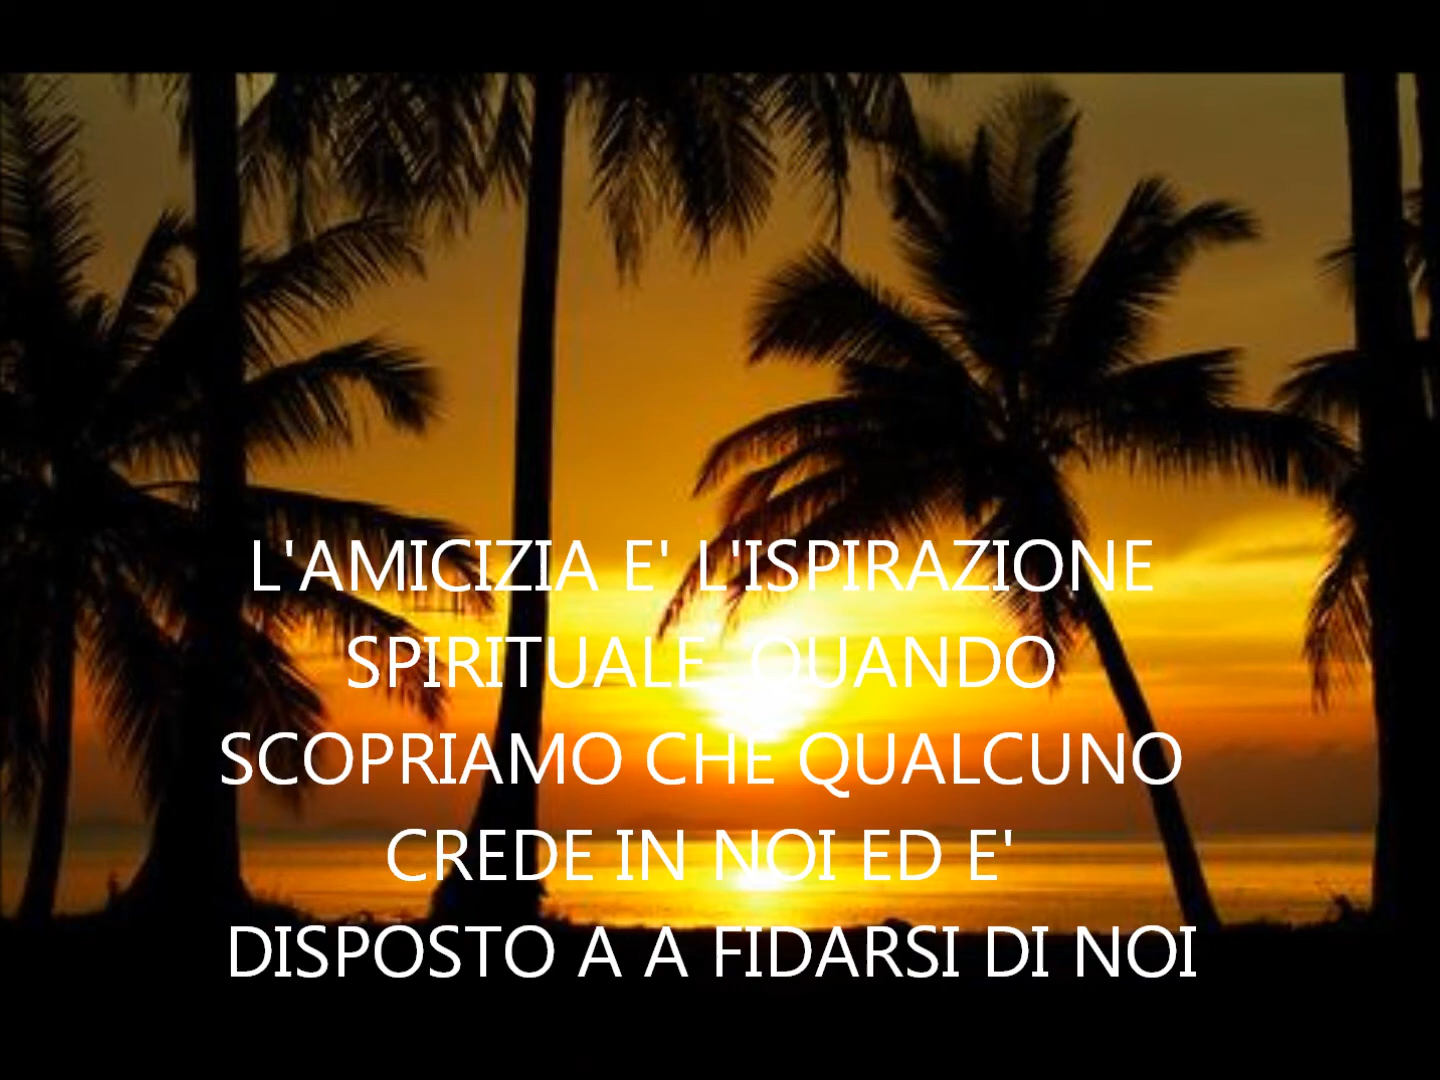 L'AMICIZIA E' L'ISPIRAZIONE
SPIRITUALE QUANDO
SCOPRIAMO CHE QUALCUNO
CREDE IN NOI ED E'
DISPOSTO A A FIDARSI DI NOI